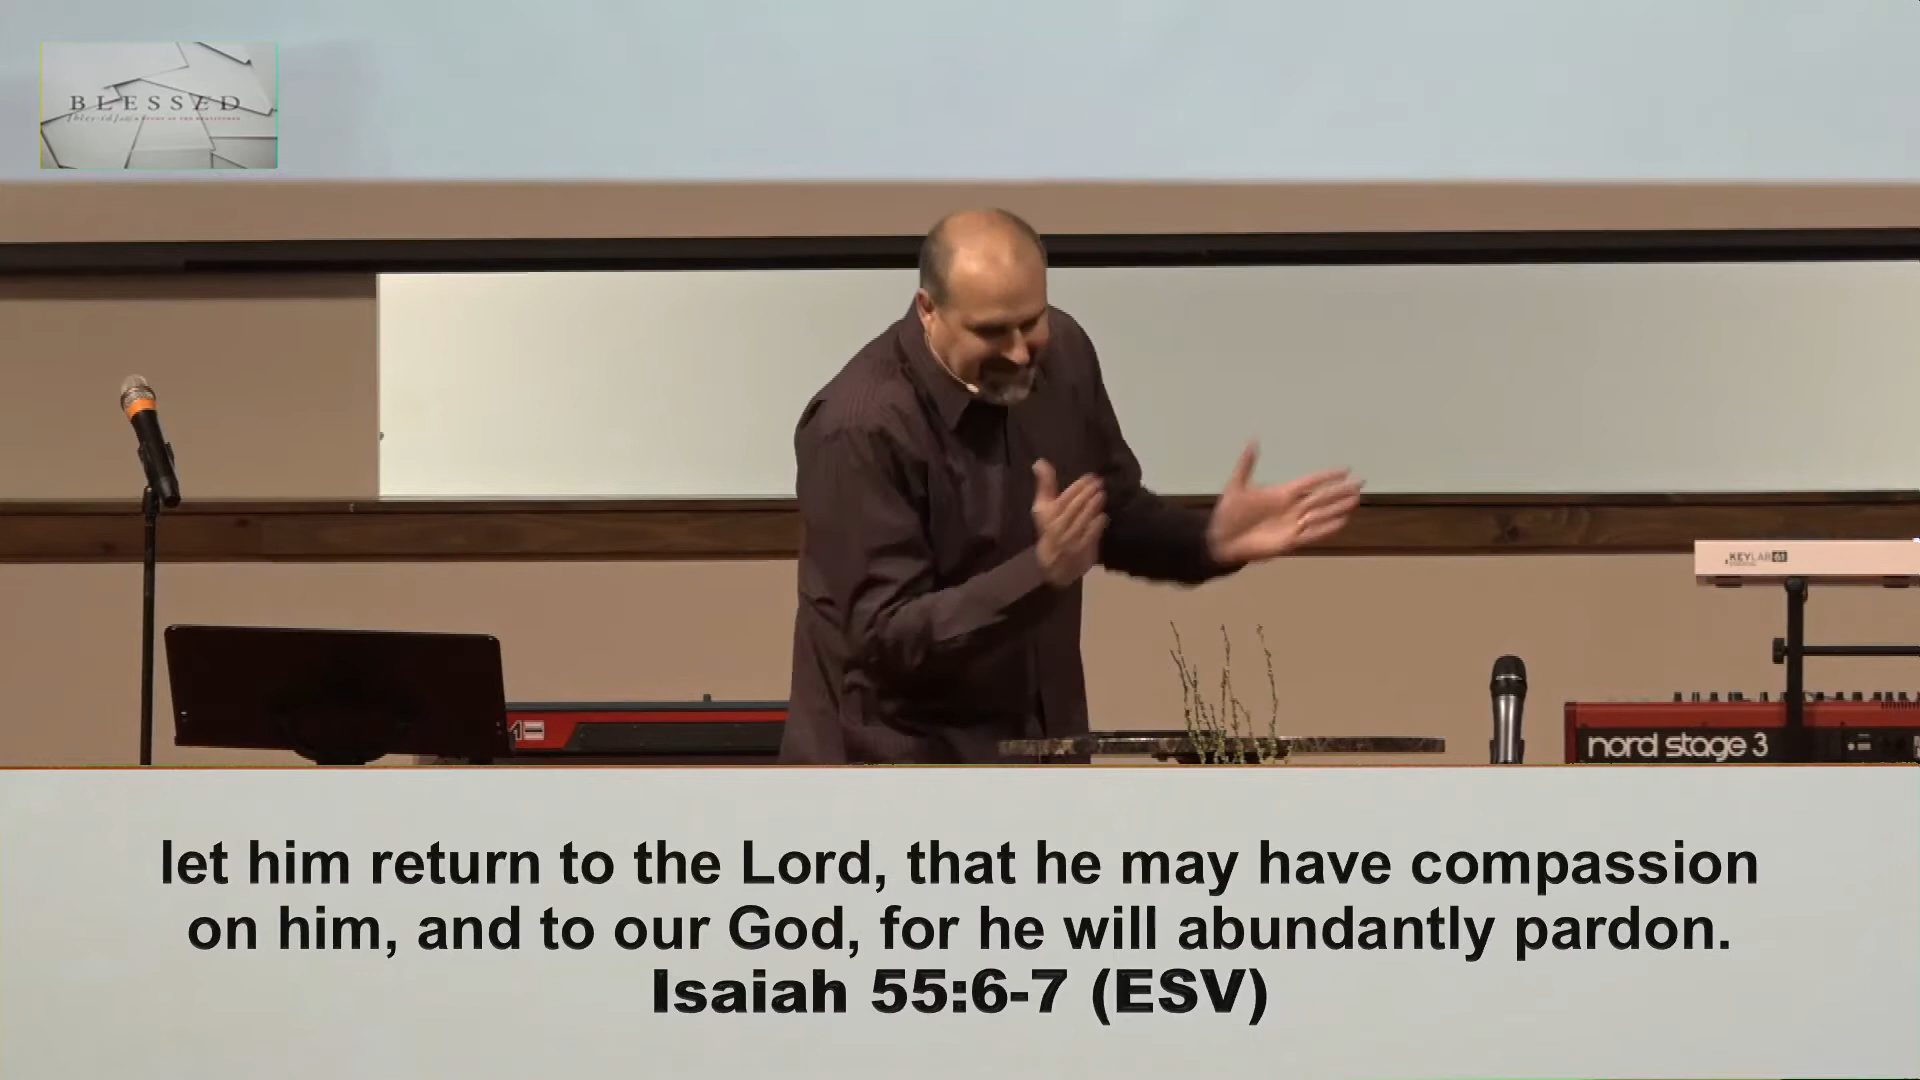 BLESSED
let him return to the Lord, that he may have compassion
on him, and to our God, for he will abundantly pardon.
Isaiah 55:6-7 (ESV)
KEYLAB 61
nord stage 3